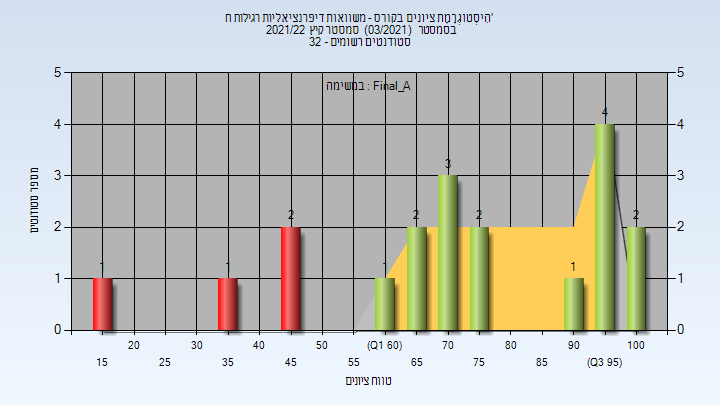 הִיסְטוֹגְרָמַת ציונים בקורס - משוואות דיפרנציאליות רגילות ח'
בסמסטר (03/2021) סמסטר קיץ 2021/22
סטודנטים רשומים - 32
במשימה : Final_A
5 5
4 4 4
3 3 3
2 2 2 2 2 2
1 1 1 1 1 1
0 0
20 30 40 50 (Q1 60) 70 80 90 100
15 25 35 45 55 65 75 85 (Q3 95)
מספר סטודנטים
טווח ציונים